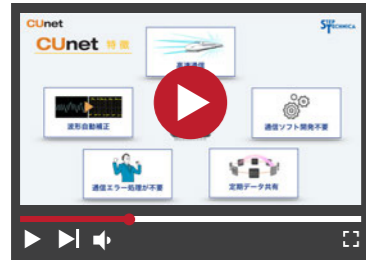 CUnet
STEP TECHNICA
CUnet 特徴
高速通信
波形自動補正
通信ソフト開発不要
通信エラー処理が不要
定期データ共有